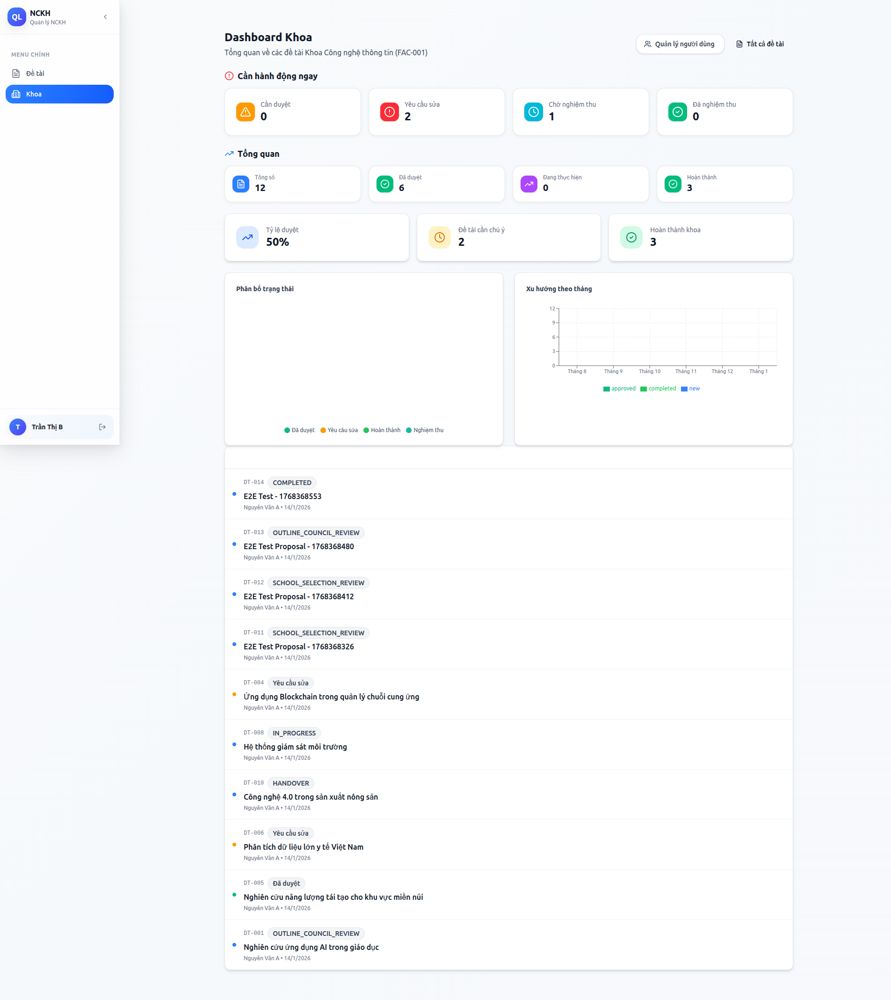 QL
NCKH
Quản lý NCKH
MENU CHÍNH
Đề tài
Khoa
Trần Thị B
T
Dashboard Khoa
Tổng quan về các đề tài Khoa Công nghệ thông tin (FAC-001)
Quản lý người dùng
Tất cả đề tài
Cần hành động ngay
Cần duyệt
0
Yêu cầu sửa
2
Chờ nghiệm thu
1
Đã nghiệm thu
0
Tổng quan
Tổng số
12
Đã duyệt
6
Đang thực hiện
0
Hoàn thành
3
Tỷ lệ duyệt
50%
Đề tài cần chú ý
2
Hoàn thành khoa
3
Phân bố trạng thái
Đã duyệt Yêu cầu sửa Hoàn thành Nghiệm thu
Xu hướng theo tháng
12
9
6
3
0
Tháng 8 Tháng 9 Tháng 10 Tháng 11 Tháng 12 Tháng 1
approved completed new
DT-014 COMPLETED
E2E Test - 1768368553
Nguyễn Văn A • 14/1/2026
DT-013 OUTLINE_COUNCIL_REVIEW
E2E Test Proposal - 1768368480
Nguyễn Văn A • 14/1/2026
DT-012 SCHOOL_SELECTION_REVIEW
E2E Test Proposal - 1768368412
Nguyễn Văn A • 14/1/2026
DT-011 SCHOOL_SELECTION_REVIEW
E2E Test Proposal - 1768368326
Nguyễn Văn A • 14/1/2026
DT-004 Yêu cầu sửa
Ứng dụng Blockchain trong quản lý chuỗi cung ứng
Nguyễn Văn A • 14/1/2026
DT-008 IN_PROGRESS
Hệ thống giám sát môi trường
Nguyễn Văn A • 14/1/2026
DT-010 HANDOVER
Công nghệ 4.0 trong sản xuất nông sản
Nguyễn Văn A • 14/1/2026
DT-006 Yêu cầu sửa
Phân tích dữ liệu lớn y tế Việt Nam
Nguyễn Văn A • 14/1/2026
DT-005 Đã duyệt
Nghiên cứu năng lượng tái tạo cho khu vực miền núi
Nguyễn Văn A • 14/1/2026
DT-001 OUTLINE_COUNCIL_REVIEW
Nghiên cứu ứng dụng AI trong giáo dục
Nguyễn Văn A • 14/1/2026